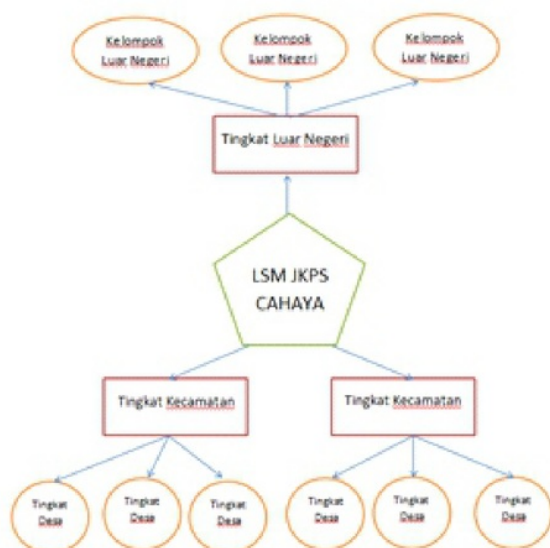 Kelompok
Luar Negeri
Kelompok
Luar Negeri
Kelompok
Luar Negeri
Tingkat Luar Negeri
LSM JKPS
CAHAYA
Tingkat Kecamatan
Tingkat Kecamatan
Tingkat
Desa
Tingkat
Desa
Tingkat
Desa
Tingkat
Desa
Tingkat
Desa
Tingkat
Desa